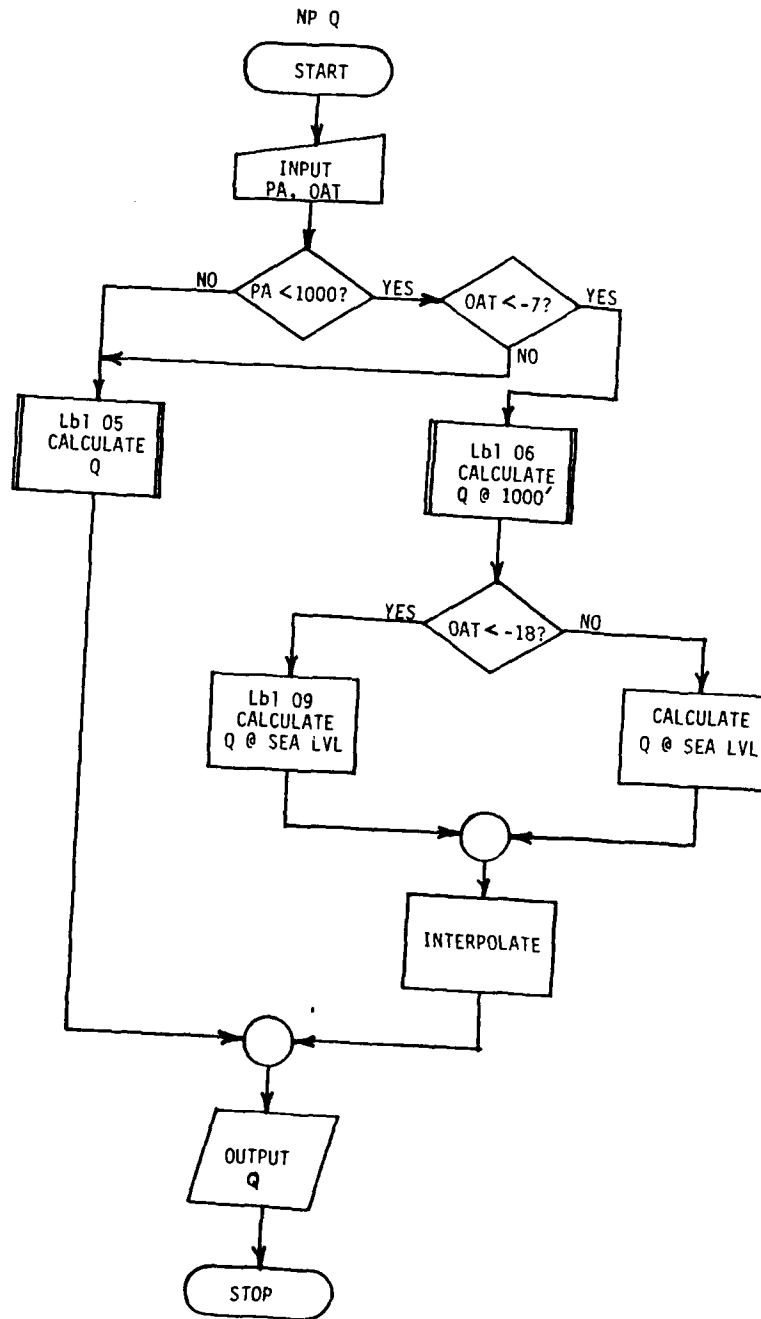 NP Q
START
INPUT
PA, OAT
NO
PA < 1000?
YES
OAT < -7?
YES
NO
Lbl 05
CALCULATE
Q
Lbl 06
CALCULATE
Q @ 1000'
YES
OAT < -18?
NO
Lbl 09
CALCULATE
Q @ SEA LVL
CALCULATE
Q @ SEA LVL
INTERPOLATE
OUTPUT
Q
STOP